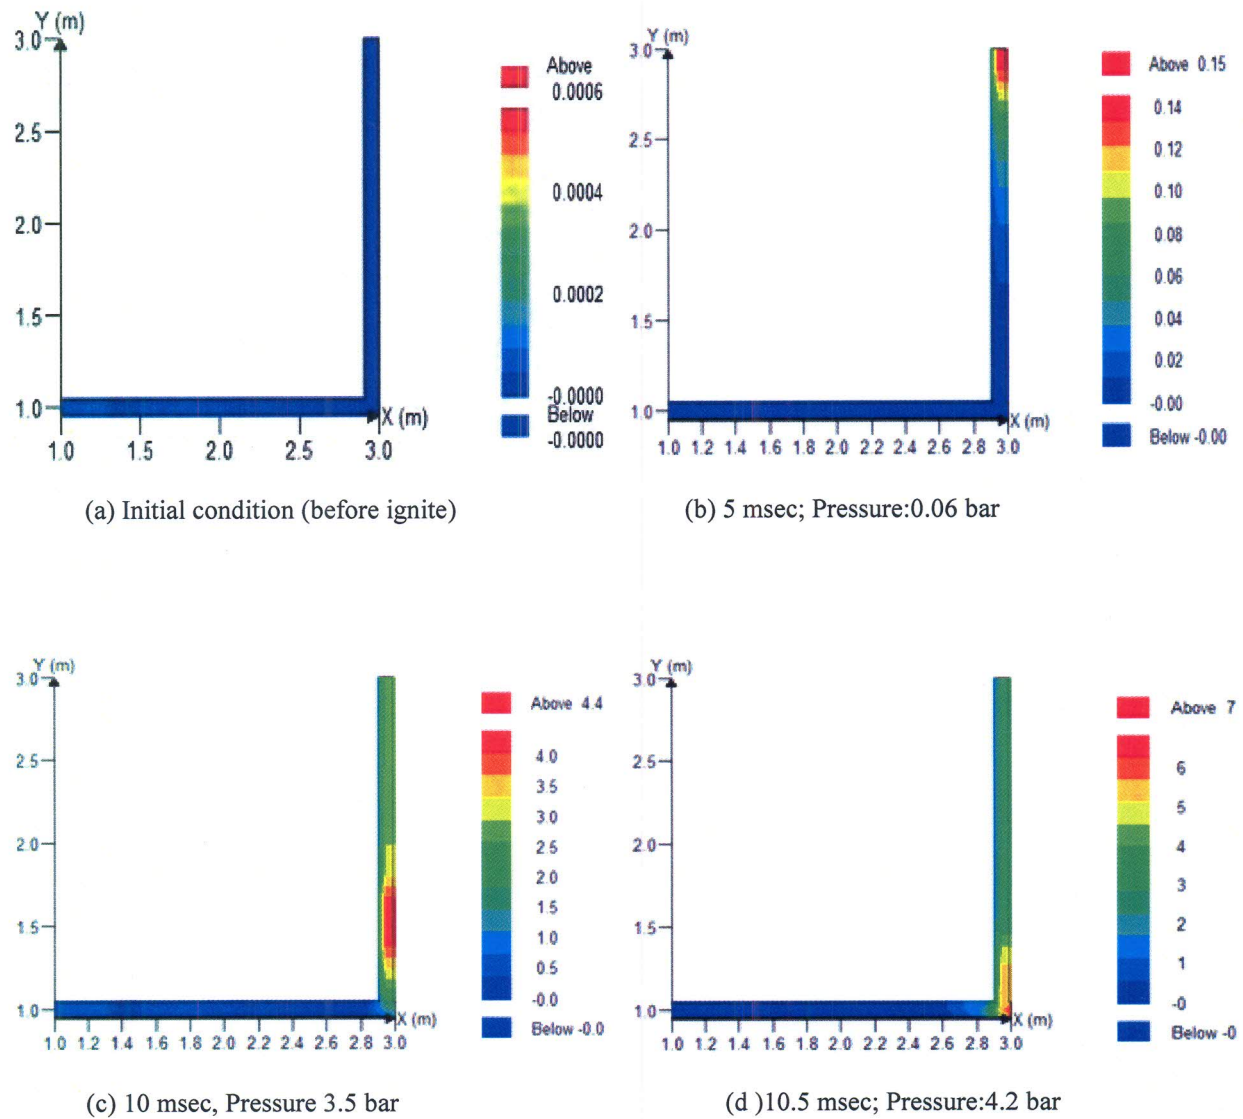 Y (m)
3.0
2.5
2.0
1.5
1.0
1.0 1.5 2.0 2.5 3.0
X (m)
Above
0.0006
0.0004
0.0002
-0.0000
Below
-0.0000
(a) Initial condition (before ignite)
Y (m)
3.0
2.5
2.0
1.5
1.0
1.0 1.2 1.4 1.6 1.8 2.0 2.2 2.4 2.6 2.8 3.0
X (m)
Above 0.15
0.14
0.12
0.10
0.08
0.06
0.04
0.02
-0.00
Below -0.00
(b) 5 msec; Pressure:0.06 bar
Y (m)
3.0
2.5
2.0
1.5
1.0
1.0 1.2 1.4 1.6 1.8 2.0 2.2 2.4 2.6 2.8 3.0
X (m)
Above 4.4
4.0
3.5
3.0
2.5
2.0
1.5
1.0
0.5
-0.0
Below -0.0
(c) 10 msec, Pressure 3.5 bar
Y (m)
3.0
2.5
2.0
1.5
1.0
1.0 1.2 1.4 1.6 1.8 2.0 2.2 2.4 2.6 2.8 3.0
X (m)
Above 7
6
5
4
3
2
1
-0
Below -0
(d )10.5 msec; Pressure:4.2 bar